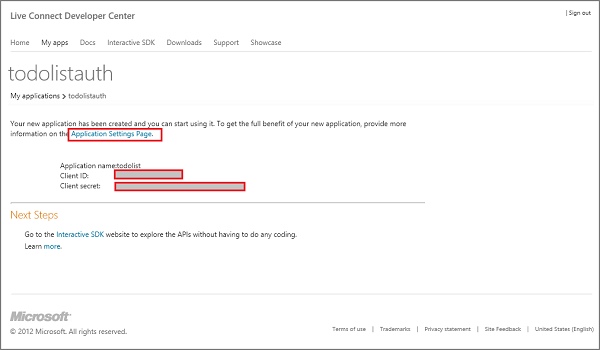 Live Connect Developer Center
| Sign out
Home My apps Docs Interactive SDK Downloads Support Showcase
todolistauth
My applications > todolistauth
Your new application has been created and you can start using it. To get the full benefit of your new application, provide more
information on the Application Settings Page.
Application name:todolist
Client ID:
Client secret:
Next Steps
Go to the Interactive SDK website to explore the APIs without having to do any coding.
Learn more.
Microsoft
© 2012 Microsoft. All rights reserved.
Terms of use | Trademarks | Privacy statement | Site Feedback | United States (English)